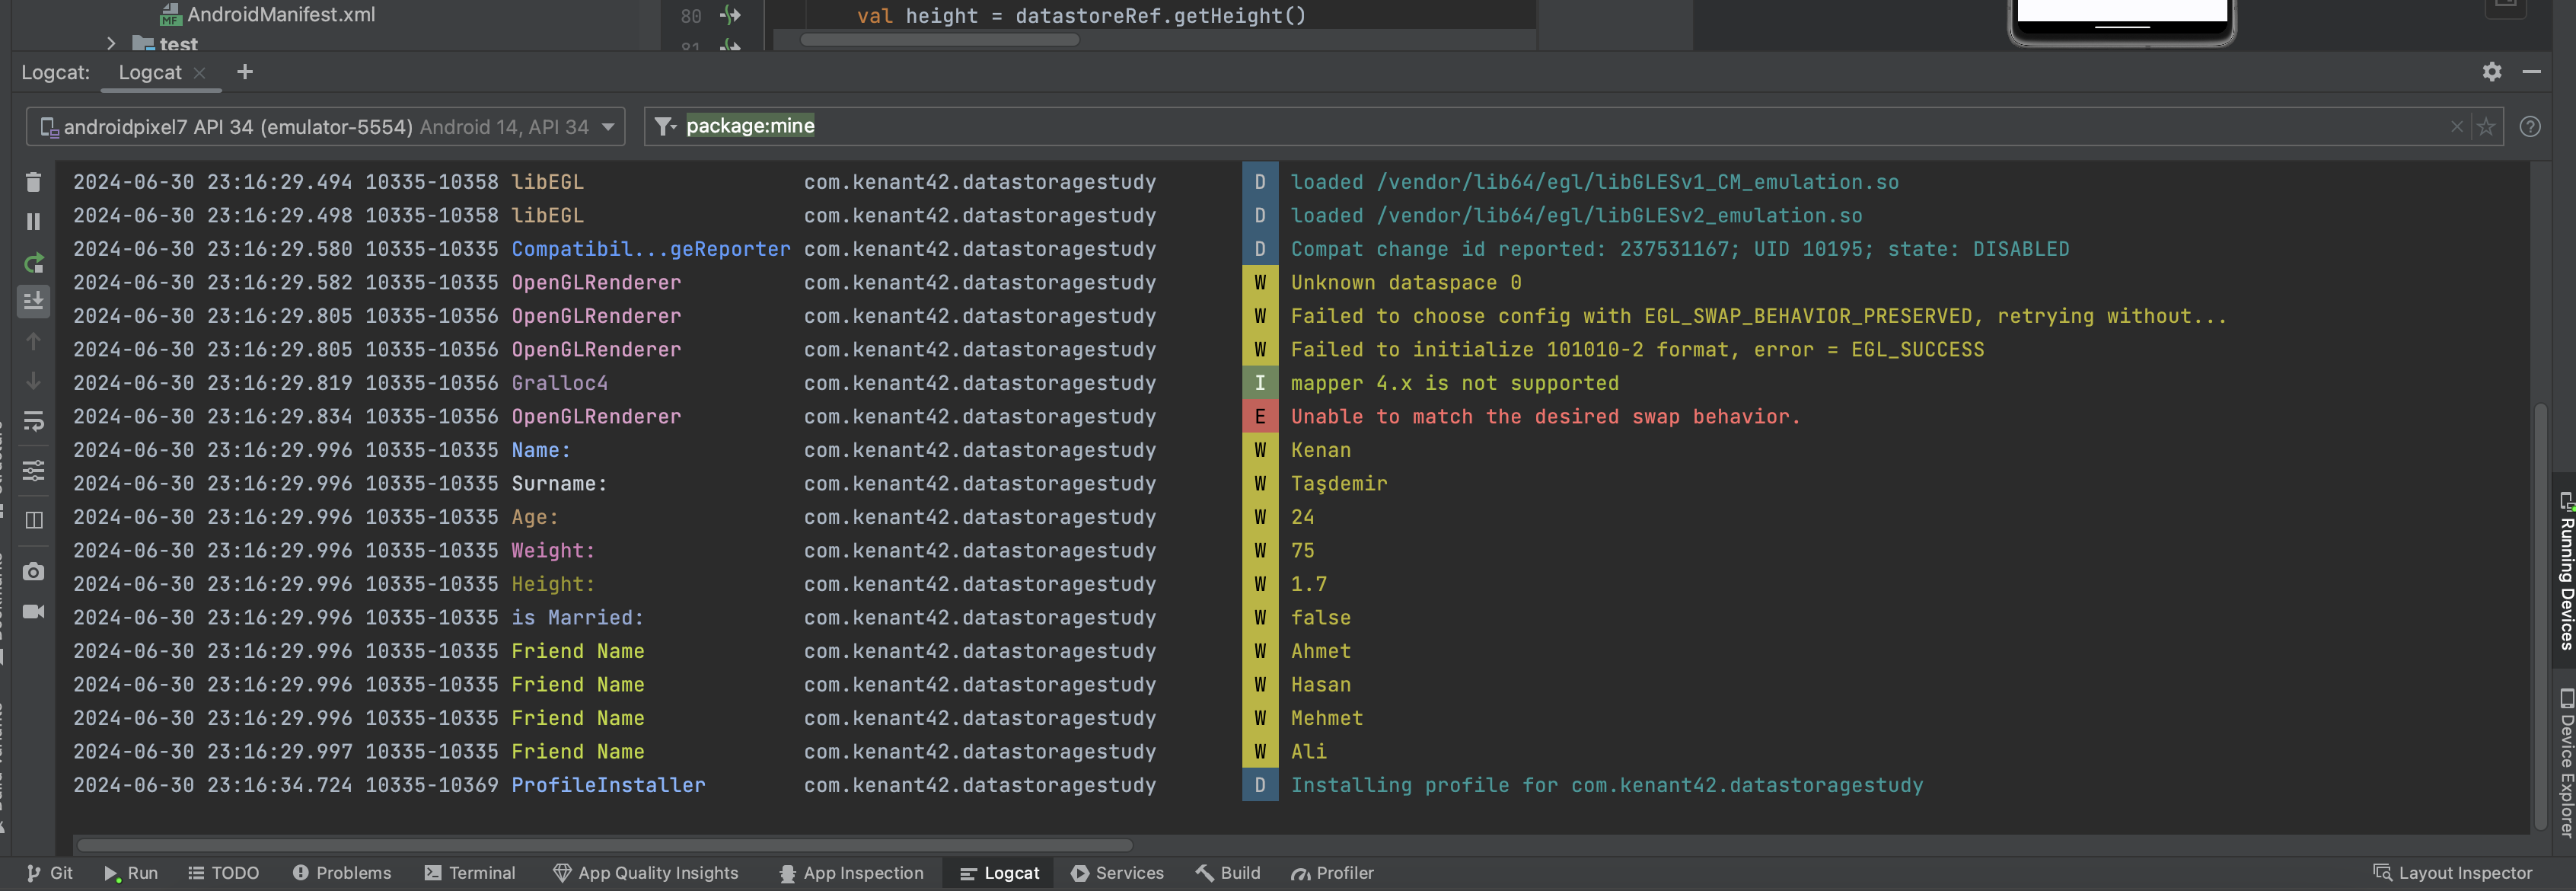 AndroidManifest.xml
80 val height = datastoreRef.getHeight()
test
81
Logcat: Logcat
androidpixel7 API 34 (emulator-5554) Android 14, API 34 package:mine
2024-06-30 23:16:29.494 10335-10358 libEGL com.kenant42.datastoragestudy D loaded /vendor/lib64/egl/libGLESv1_CM_emulation.so
2024-06-30 23:16:29.498 10335-10358 libEGL com.kenant42.datastoragestudy D loaded /vendor/lib64/egl/libGLESv2_emulation.so
2024-06-30 23:16:29.580 10335-10335 Compatibil...geReporter com.kenant42.datastoragestudy D Compat change id reported: 237531167; UID 10195; state: DISABLED
2024-06-30 23:16:29.582 10335-10335 OpenGLRenderer com.kenant42.datastoragestudy W Unknown dataspace 0
2024-06-30 23:16:29.805 10335-10356 OpenGLRenderer com.kenant42.datastoragestudy W Failed to choose config with EGL_SWAP_BEHAVIOR_PRESERVED, retrying without...
2024-06-30 23:16:29.805 10335-10356 OpenGLRenderer com.kenant42.datastoragestudy W Failed to initialize 101010-2 format, error = EGL_SUCCESS
2024-06-30 23:16:29.819 10335-10356 Gralloc4 com.kenant42.datastoragestudy I mapper 4.x is not supported
2024-06-30 23:16:29.834 10335-10356 OpenGLRenderer com.kenant42.datastoragestudy E Unable to match the desired swap behavior.
2024-06-30 23:16:29.996 10335-10335 Name: com.kenant42.datastoragestudy W Kenan
2024-06-30 23:16:29.996 10335-10335 Surname: com.kenant42.datastoragestudy W Taşdemir
2024-06-30 23:16:29.996 10335-10335 Age: com.kenant42.datastoragestudy W 24
2024-06-30 23:16:29.996 10335-10335 Weight: com.kenant42.datastoragestudy W 75
2024-06-30 23:16:29.996 10335-10335 Height: com.kenant42.datastoragestudy W 1.7
2024-06-30 23:16:29.996 10335-10335 is Married: com.kenant42.datastoragestudy W false
2024-06-30 23:16:29.996 10335-10335 Friend Name com.kenant42.datastoragestudy W Ahmet
2024-06-30 23:16:29.996 10335-10335 Friend Name com.kenant42.datastoragestudy W Hasan
2024-06-30 23:16:29.996 10335-10335 Friend Name com.kenant42.datastoragestudy W Mehmet
2024-06-30 23:16:29.997 10335-10335 Friend Name com.kenant42.datastoragestudy W Ali
2024-06-30 23:16:34.724 10335-10369 ProfileInstaller com.kenant42.datastoragestudy D Installing profile for com.kenant42.datastoragestudy
Running Devices
Device Explorer
Git Run TODO Problems Terminal App Quality Insights App Inspection Logcat Services Build Profiler Layout Inspector